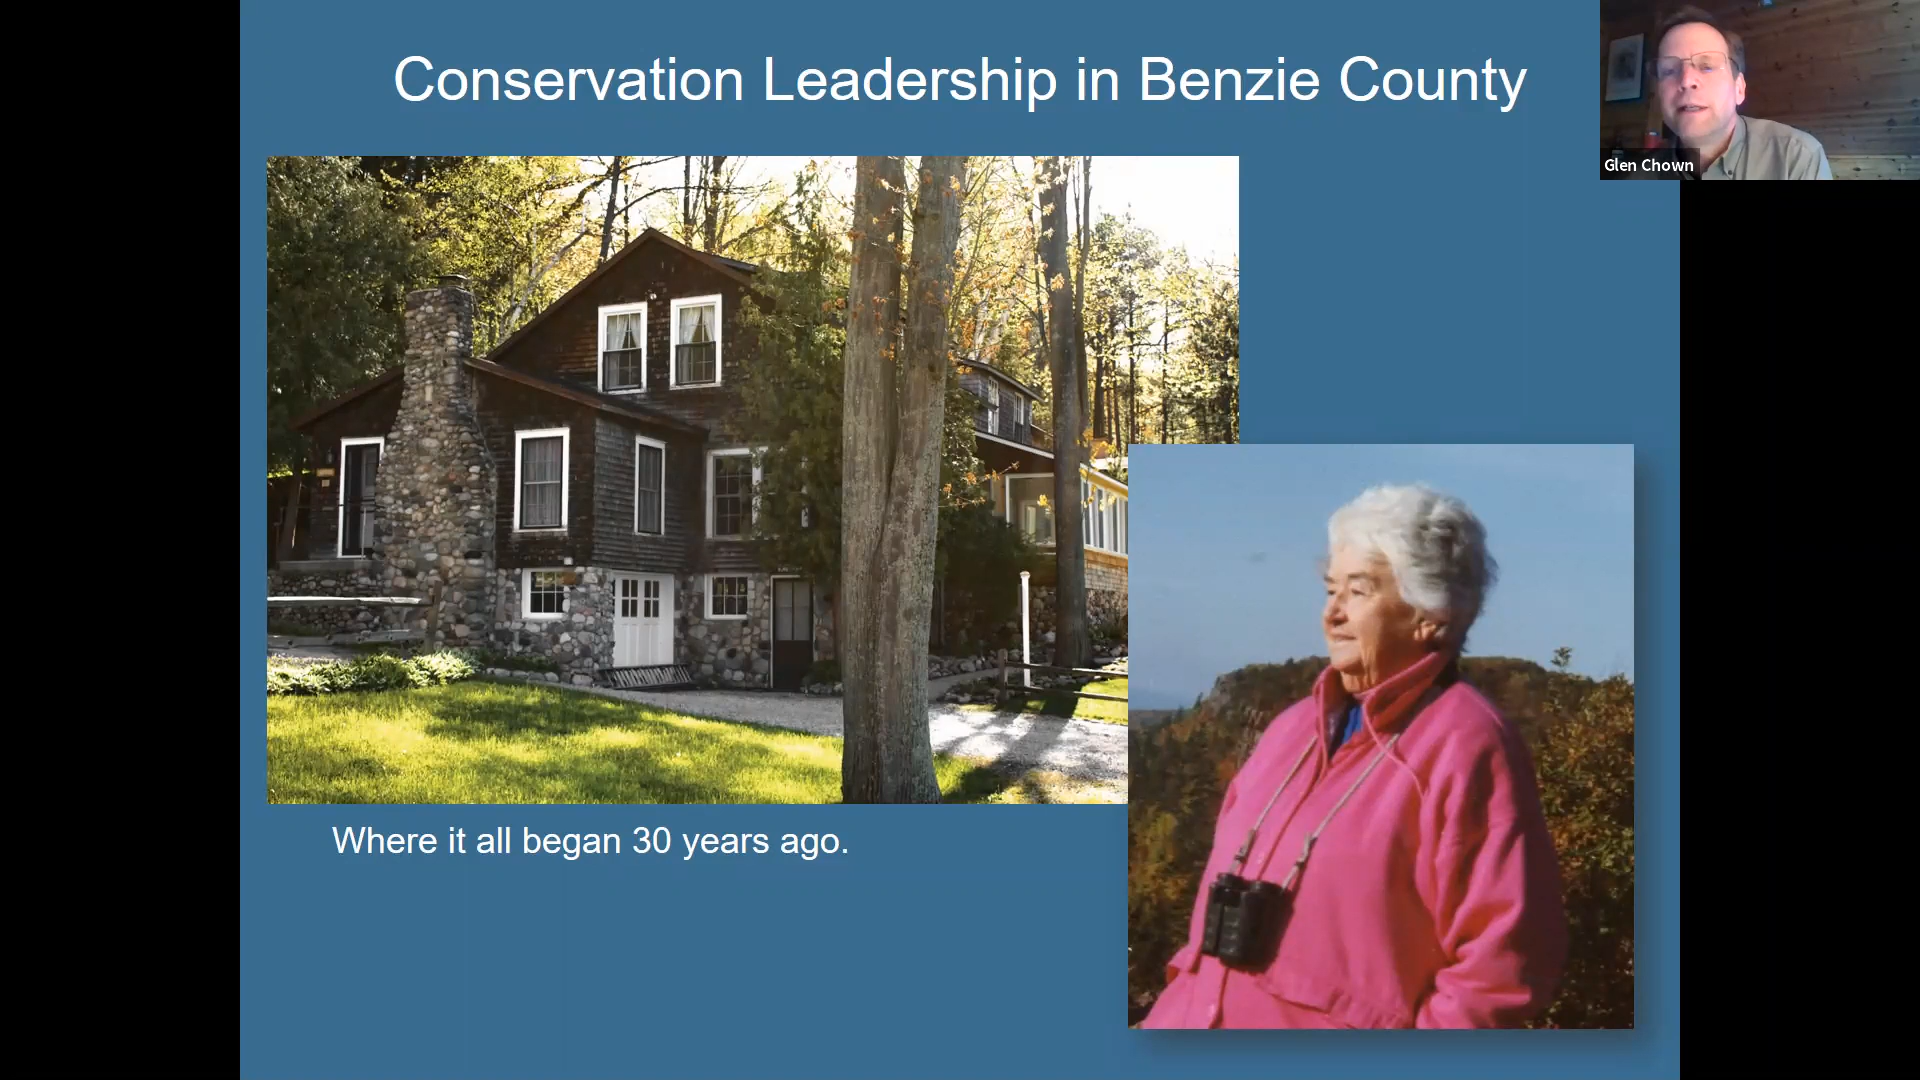 Conservation Leadership in Benzie County
Glen Chown
Where it all began 30 years ago.